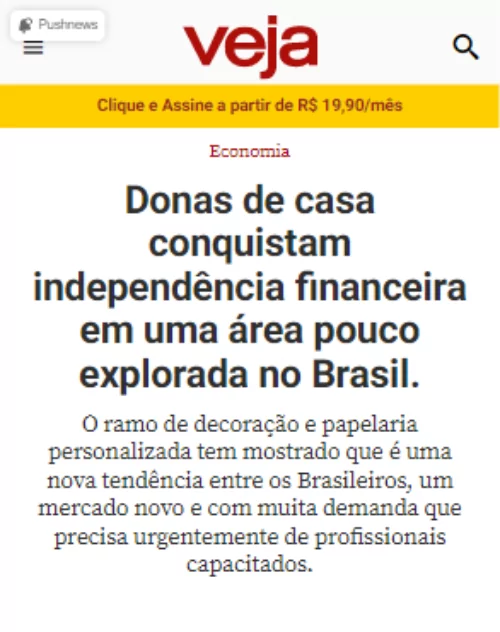 Pushnews
veja
Clique e Assine a partir de R$ 19,90/mês
Economia
Donas de casa
conquistam
independência financeira
em uma área pouco
explorada no Brasil.
O ramo de decoração e papelaria
personalizada tem mostrado que é uma
nova tendência entre os Brasileiros, um
mercado novo e com muita demanda que
precisa urgentemente de profissionais
capacitados.